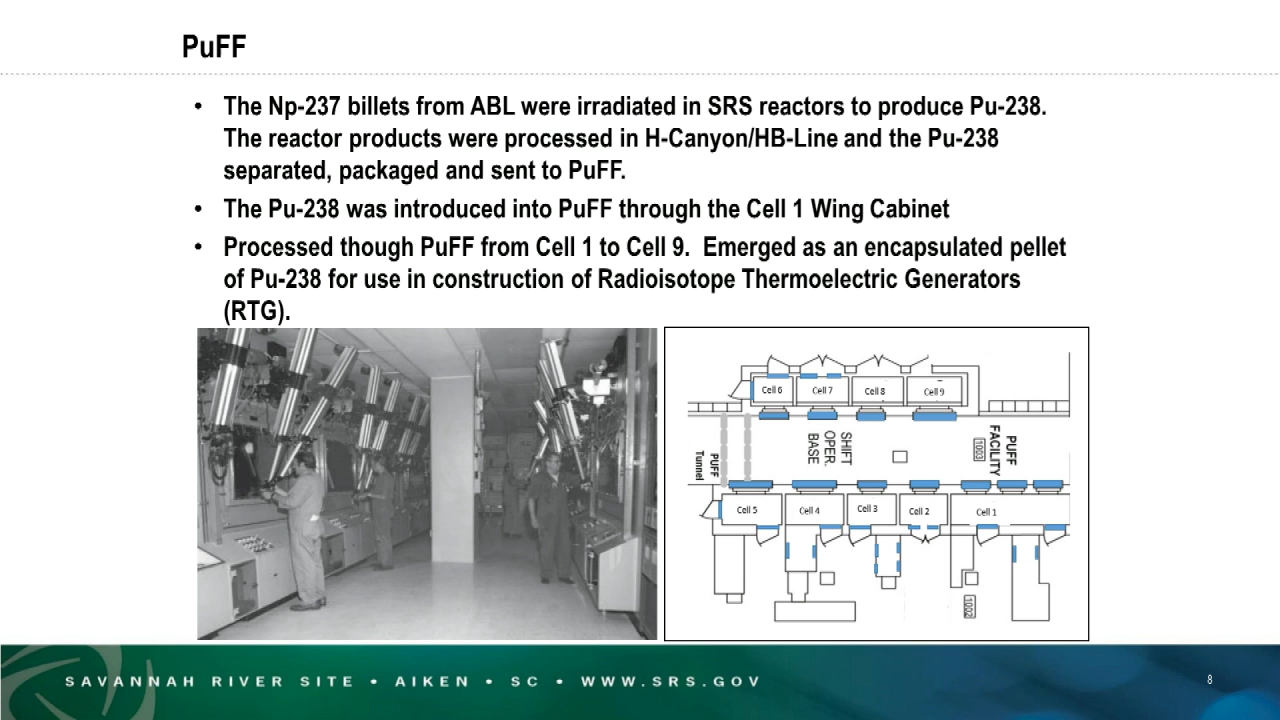 PuFF
• The Np-237 billets from ABL were irradiated in SRS reactors to produce Pu-238.
The reactor products were processed in H-Canyon/HB-Line and the Pu-238
separated, packaged and sent to PuFF.
• The Pu-238 was introduced into PuFF through the Cell 1 Wing Cabinet
• Processed though PuFF from Cell 1 to Cell 9.  Emerged as an encapsulated pellet
of Pu-238 for use in construction of Radioisotope Thermoelectric Generators
(RTG).
Cell 6
Cell 7
Cell 8
Cell 9
PUFF
Tunnel
SHIFT
OPER.
BASE
1003
PUFF
FACILITY
Cell 5
Cell 4
Cell 3
Cell 2
Cell 1
1002
SAVANNAH RIVER SITE • AIKEN • SC • WWW.SRS.GOV
8